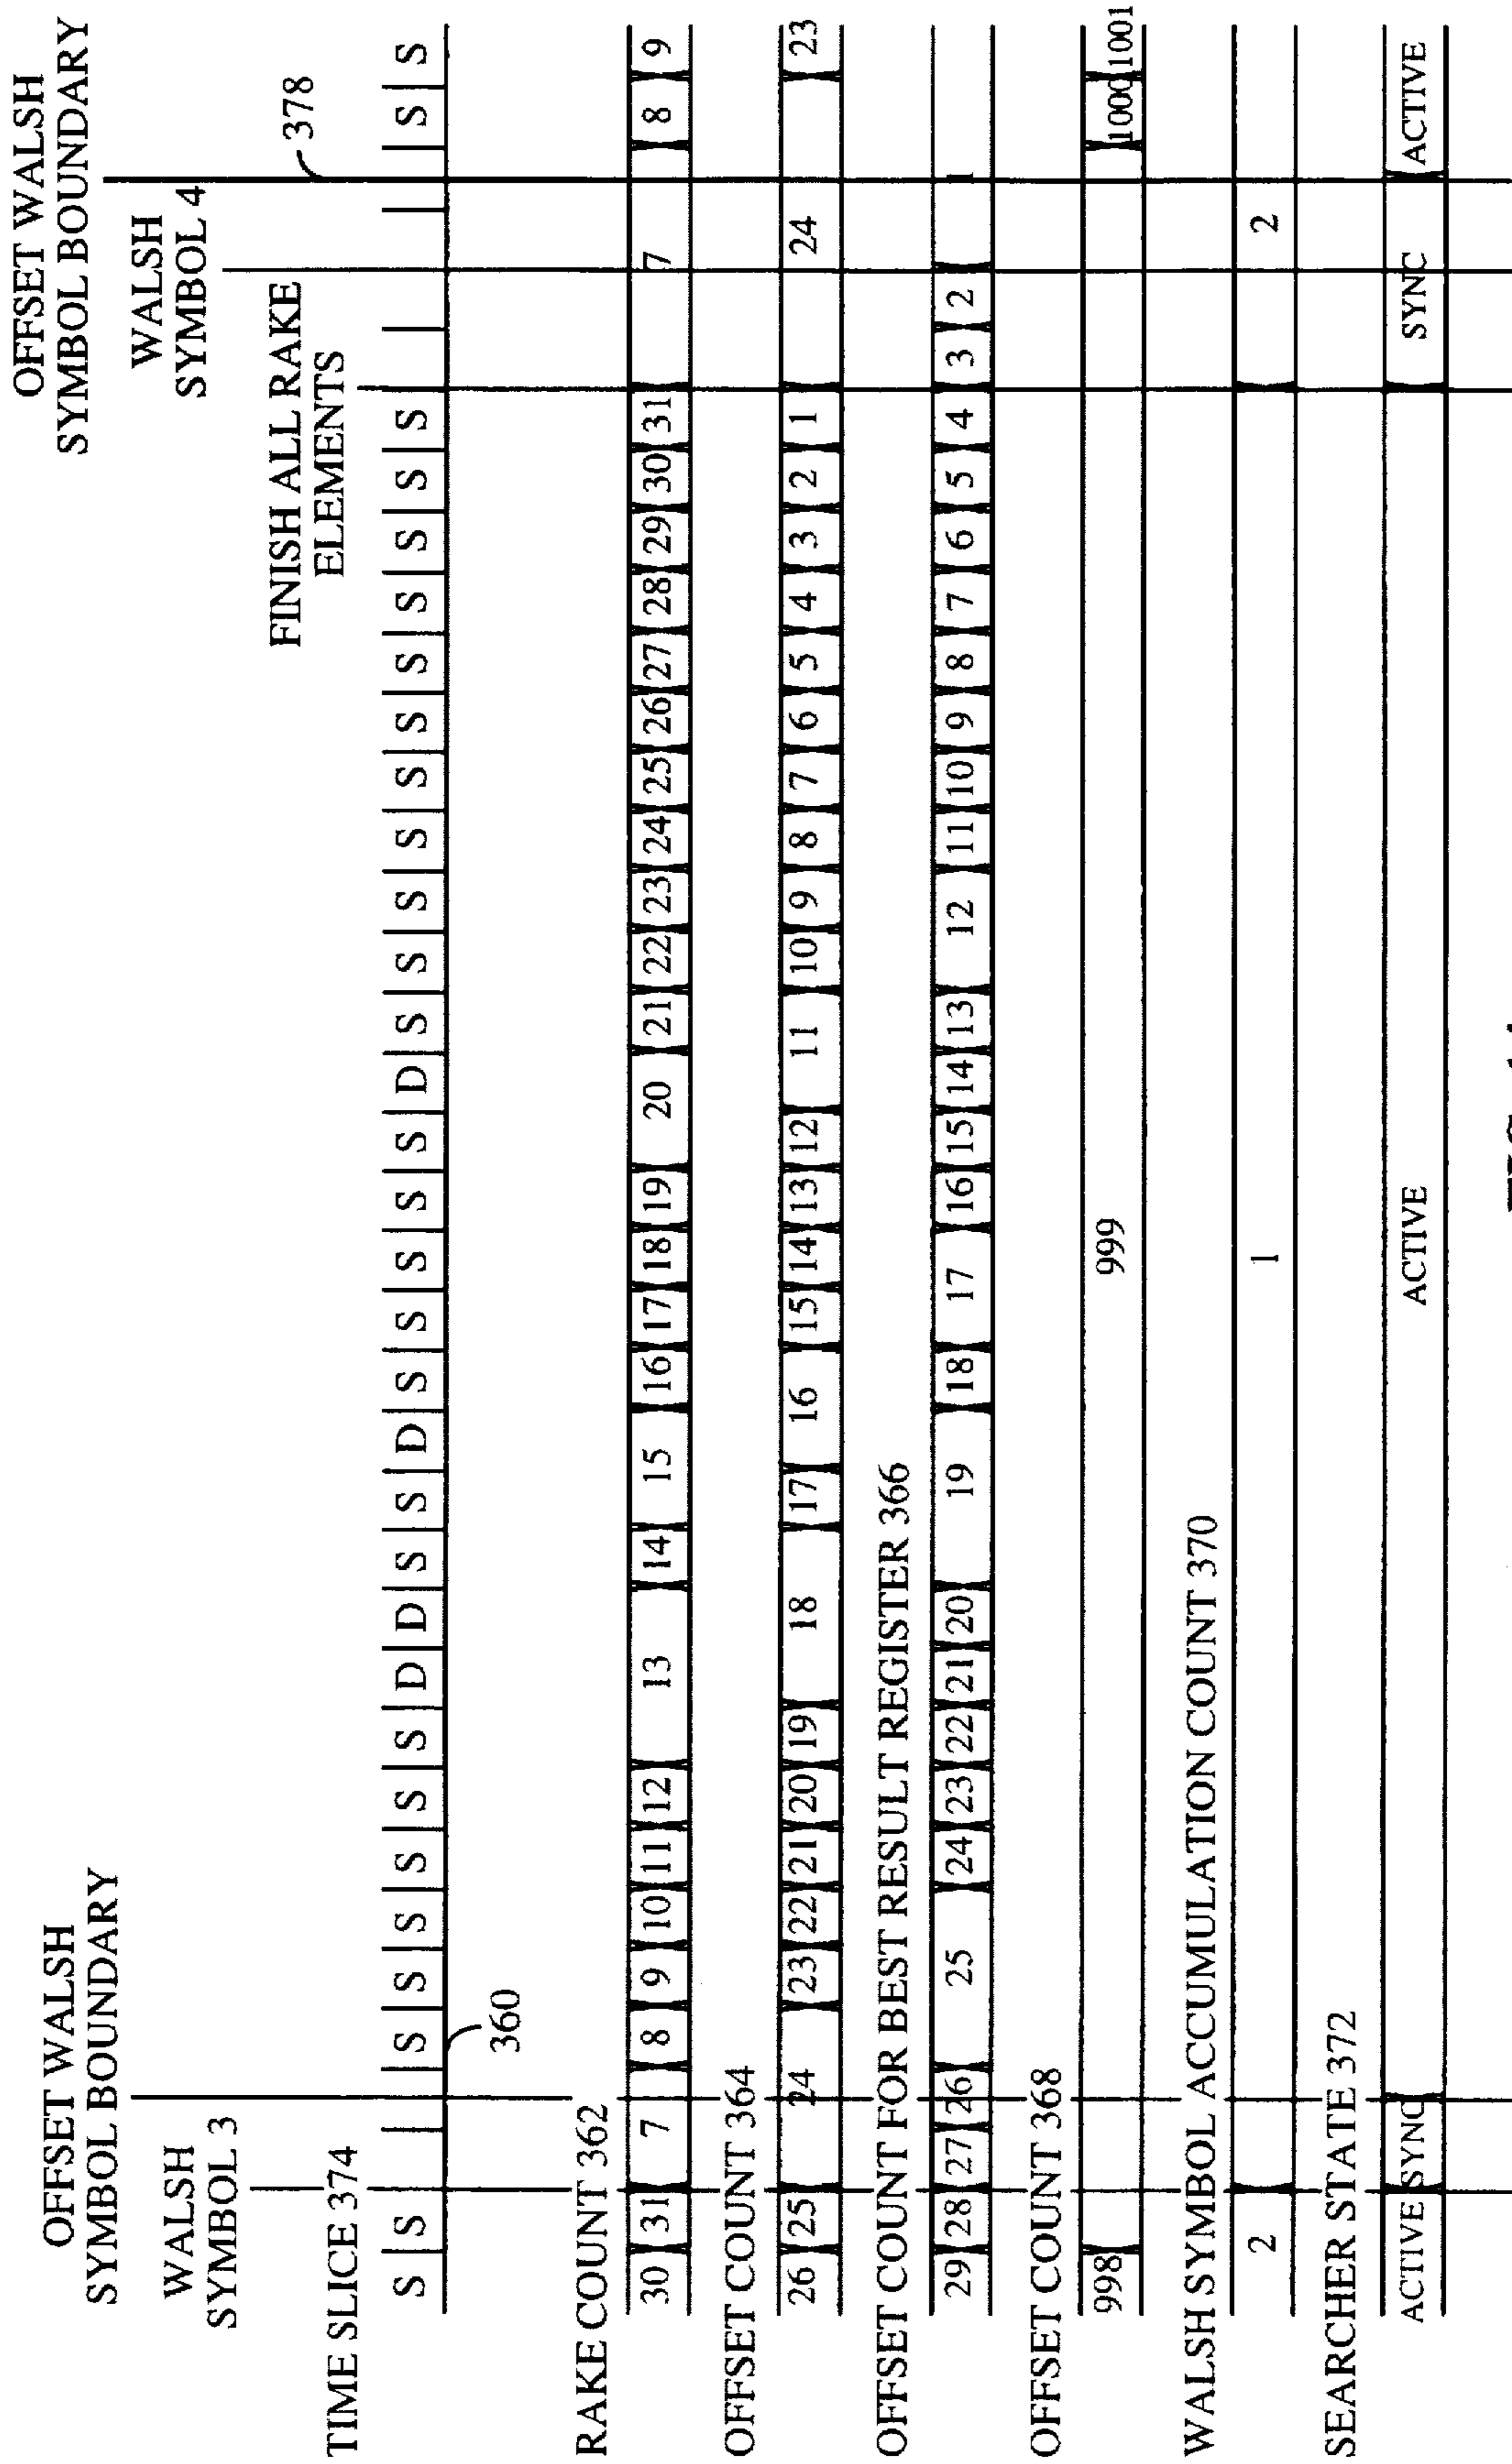 OFFSET WALSH
SYMBOL BOUNDARY
WALSH
SYMBOL 3
OFFSET WALSH
SYMBOL BOUNDARY
WALSH
SYMBOL 4
FINISH ALL RAKE
ELEMENTS
378
TIME SLICE 374
S S S S S S S S D D S S D S S S S S D S S S S S S S S S S S S S
360
RAKE COUNT 362
30 31 7 8 9 10 11 12 13 14 15 16 17 18 19 20 21 22 23 24 25 26 27 28 29 30 31 7 8 9
OFFSET COUNT 364
26 25 24 23 22 21 20 19 18 17 16 15 14 13 12 11 10 9 8 7 6 5 4 3 2 1 24 23
OFFSET COUNT FOR BEST RESULT REGISTER 366
29 28 27 26 25 24 23 22 21 20 19 18 17 16 15 14 13 12 11 10 9 8 7 6 5 4 3 2 1
OFFSET COUNT 368
998 999 1000 1001
WALSH SYMBOL ACCUMULATION COUNT 370
2 1 2
SEARCHER STATE 372
ACTIVE SYNC ACTIVE SYNC ACTIVE